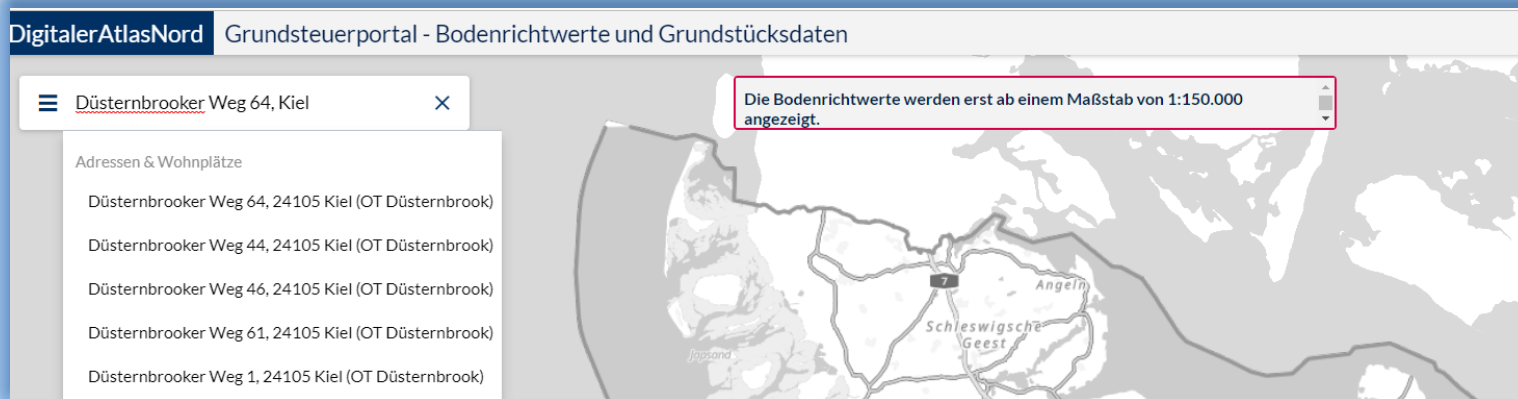 DigitalerAtlasNord Grundsteuerportal - Bodenrichtwerte und Grundstücksdaten
Düsternbrooker Weg 64, Kiel
Die Bodenrichtwerte werden erst ab einem Maßstab von 1:150.000
angezeigt.
Adressen & Wohnplätze
Düsternbrooker Weg 64, 24105 Kiel (OT Düsternbrook)
Düsternbrooker Weg 44, 24105 Kiel (OT Düsternbrook)
Düsternbrooker Weg 46, 24105 Kiel (OT Düsternbrook)
Düsternbrooker Weg 61, 24105 Kiel (OT Düsternbrook)
Düsternbrooker Weg 1, 24105 Kiel (OT Düsternbrook)
7
Angeln
Schleswigsche
Geest
Japsand